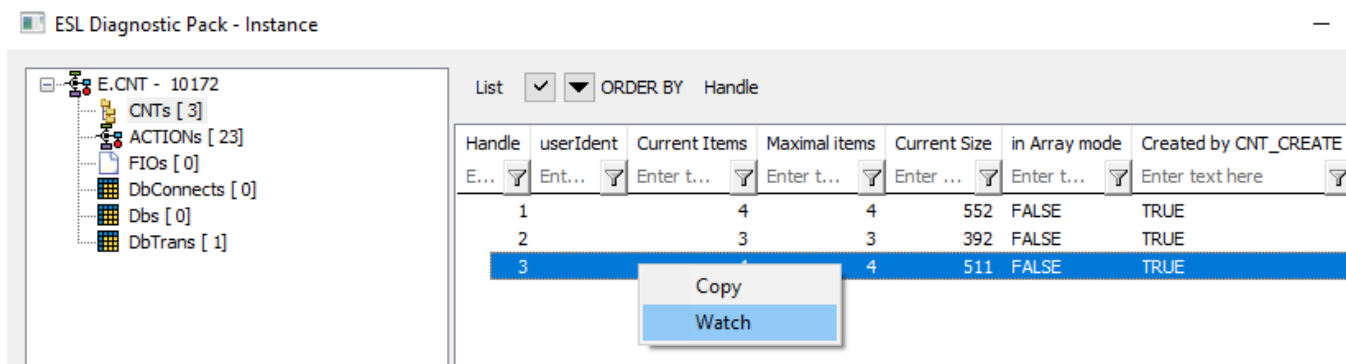 ESL Diagnostic Pack - Instance
E.CNT - 10172
CNTs [ 3]
ACTIONs [ 23]
FIOs [ 0]
DbConnects [ 0]
Dbs [ 0]
DbTrans [ 1]
List ORDER BY Handle
Handle userIdent Current Items Maximal items Current Size in Array mode Created by CNT_CREATE
E... Ent... Enter t... Enter t... Enter ... Enter t... Enter text here
1 4 4 552 FALSE TRUE
2 3 3 392 FALSE TRUE
3 4 511 FALSE TRUE
Copy
Watch